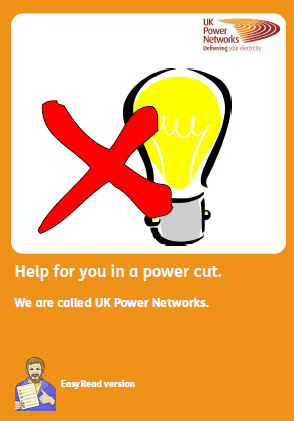 UK
Power
Networks
Delivering your electricity
Help for you in a power cut.
We are called UK Power Networks.
EasyRead version